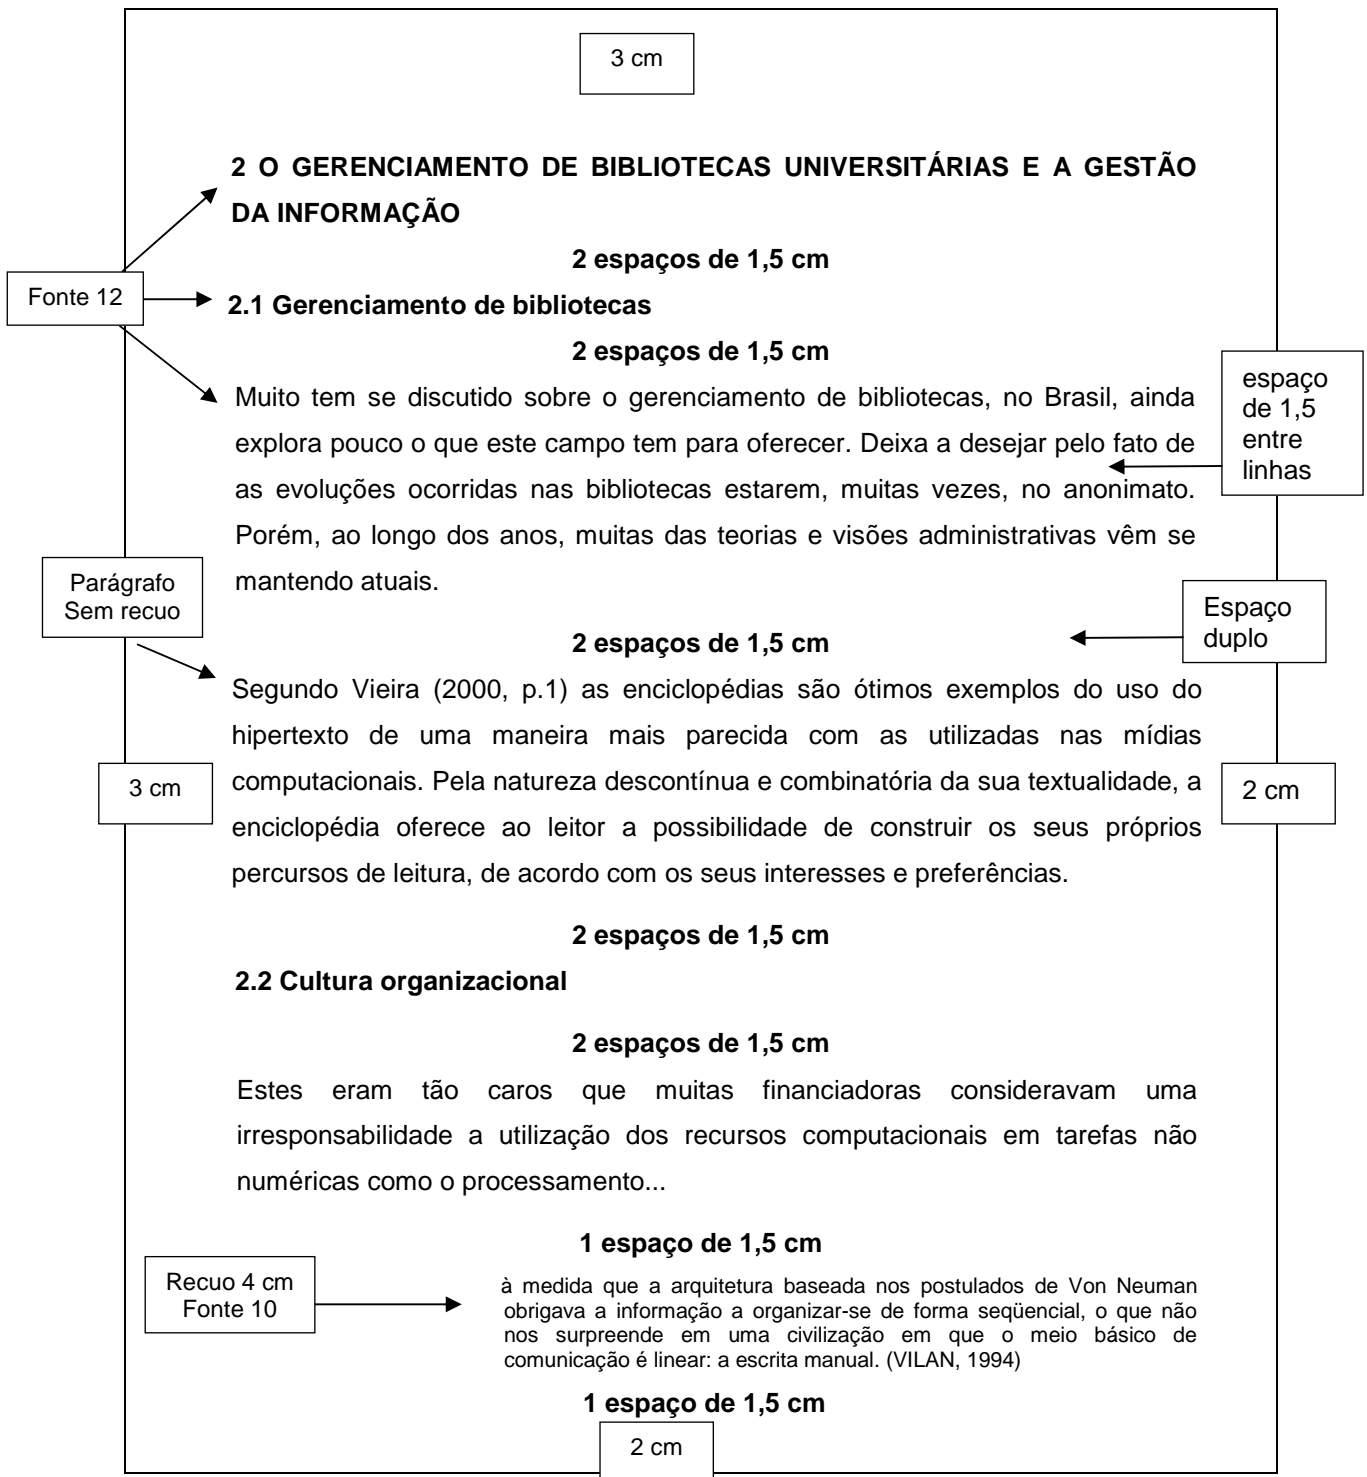 3 cm
2 O GERENCIAMENTO DE BIBLIOTECAS UNIVERSITÁRIAS E A GESTÃO
DA INFORMAÇÃO
2 espaços de 1,5 cm
Fonte 12
2.1 Gerenciamento de bibliotecas
2 espaços de 1,5 cm
Muito tem se discutido sobre o gerenciamento de bibliotecas, no Brasil, ainda
explora pouco o que este campo tem para oferecer. Deixa a desejar pelo fato de
as evoluções ocorridas nas bibliotecas estarem, muitas vezes, no anonimato.
Porém, ao longo dos anos, muitas das teorias e visões administrativas vêm se
mantendo atuais.
espaço
de 1,5
entre
linhas
Parágrafo
Sem recuo
Espaço
duplo
2 espaços de 1,5 cm
Segundo Vieira (2000, p.1) as enciclopédias são ótimos exemplos do uso do
hipertexto de uma maneira mais parecida com as utilizadas nas mídias
computacionais. Pela natureza descontínua e combinatória da sua textualidade, a
enciclopédia oferece ao leitor a possibilidade de construir os seus próprios
percursos de leitura, de acordo com os seus interesses e preferências.
3 cm
2 cm
2 espaços de 1,5 cm
2.2 Cultura organizacional
2 espaços de 1,5 cm
Estes eram tão caros que muitas financiadoras consideravam uma
irresponsabilidade a utilização dos recursos computacionais em tarefas não
numéricas como o processamento...
1 espaço de 1,5 cm
Recuo 4 cm
Fonte 10
à medida que a arquitetura baseada nos postulados de Von Neuman
obrigava a informação a organizar-se de forma seqüencial, o que não
nos surpreende em uma civilização em que o meio básico de
comunicação é linear: a escrita manual. (VILAN, 1994)
1 espaço de 1,5 cm
2 cm